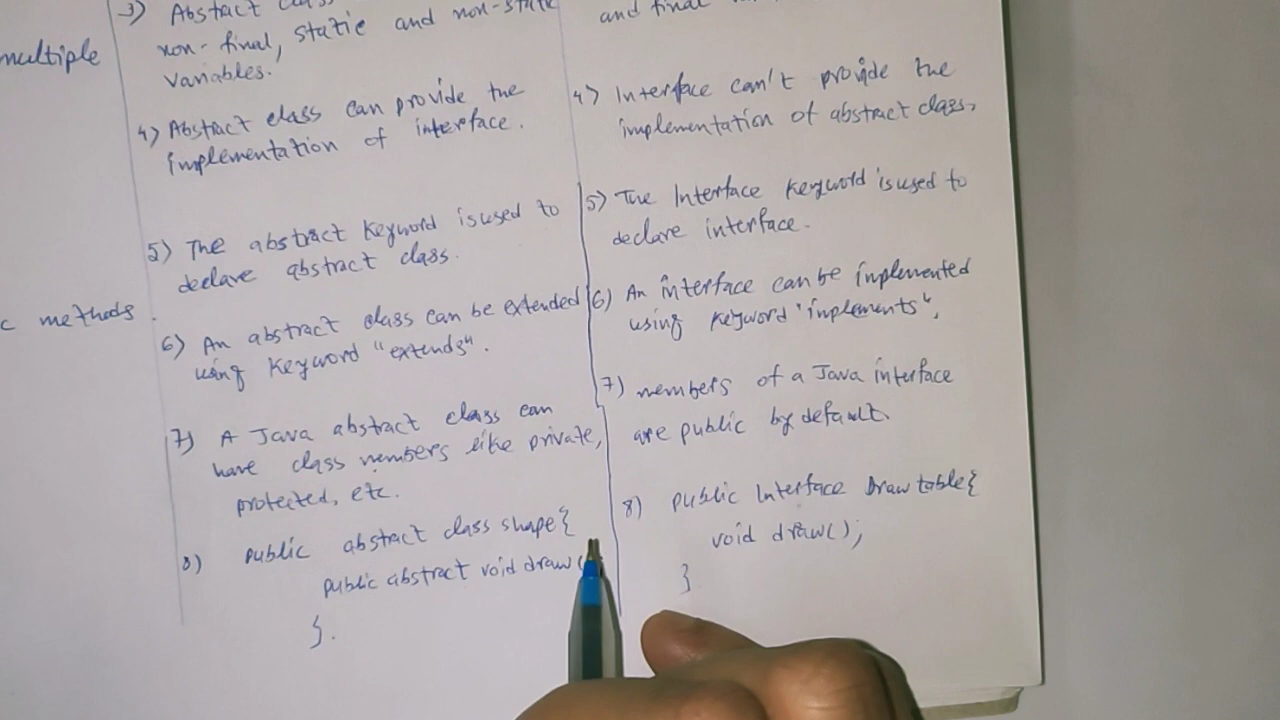 multiple
c methods.
3) Abstract
non-final, static and non-static
variables.
4) Abstract class can provide the
implementation of interface.
5) The abstract keyword is used to
declare abstract class.
6) An abstract class can be extended
using keyword "extends".
7) A Java abstract class can
have class members like private,
protected, etc.
8) public abstract class shape{
public abstract void draw(
}.
and final
4) Interface can't provide the
implementation of abstract class,
5) The Interface keyword is used to
declare interface.
6) An interface can be implemented
using keyword "implements",
7) members of a Java interface
are public by default.
8) public Interface Drawtable{
void draw();
}